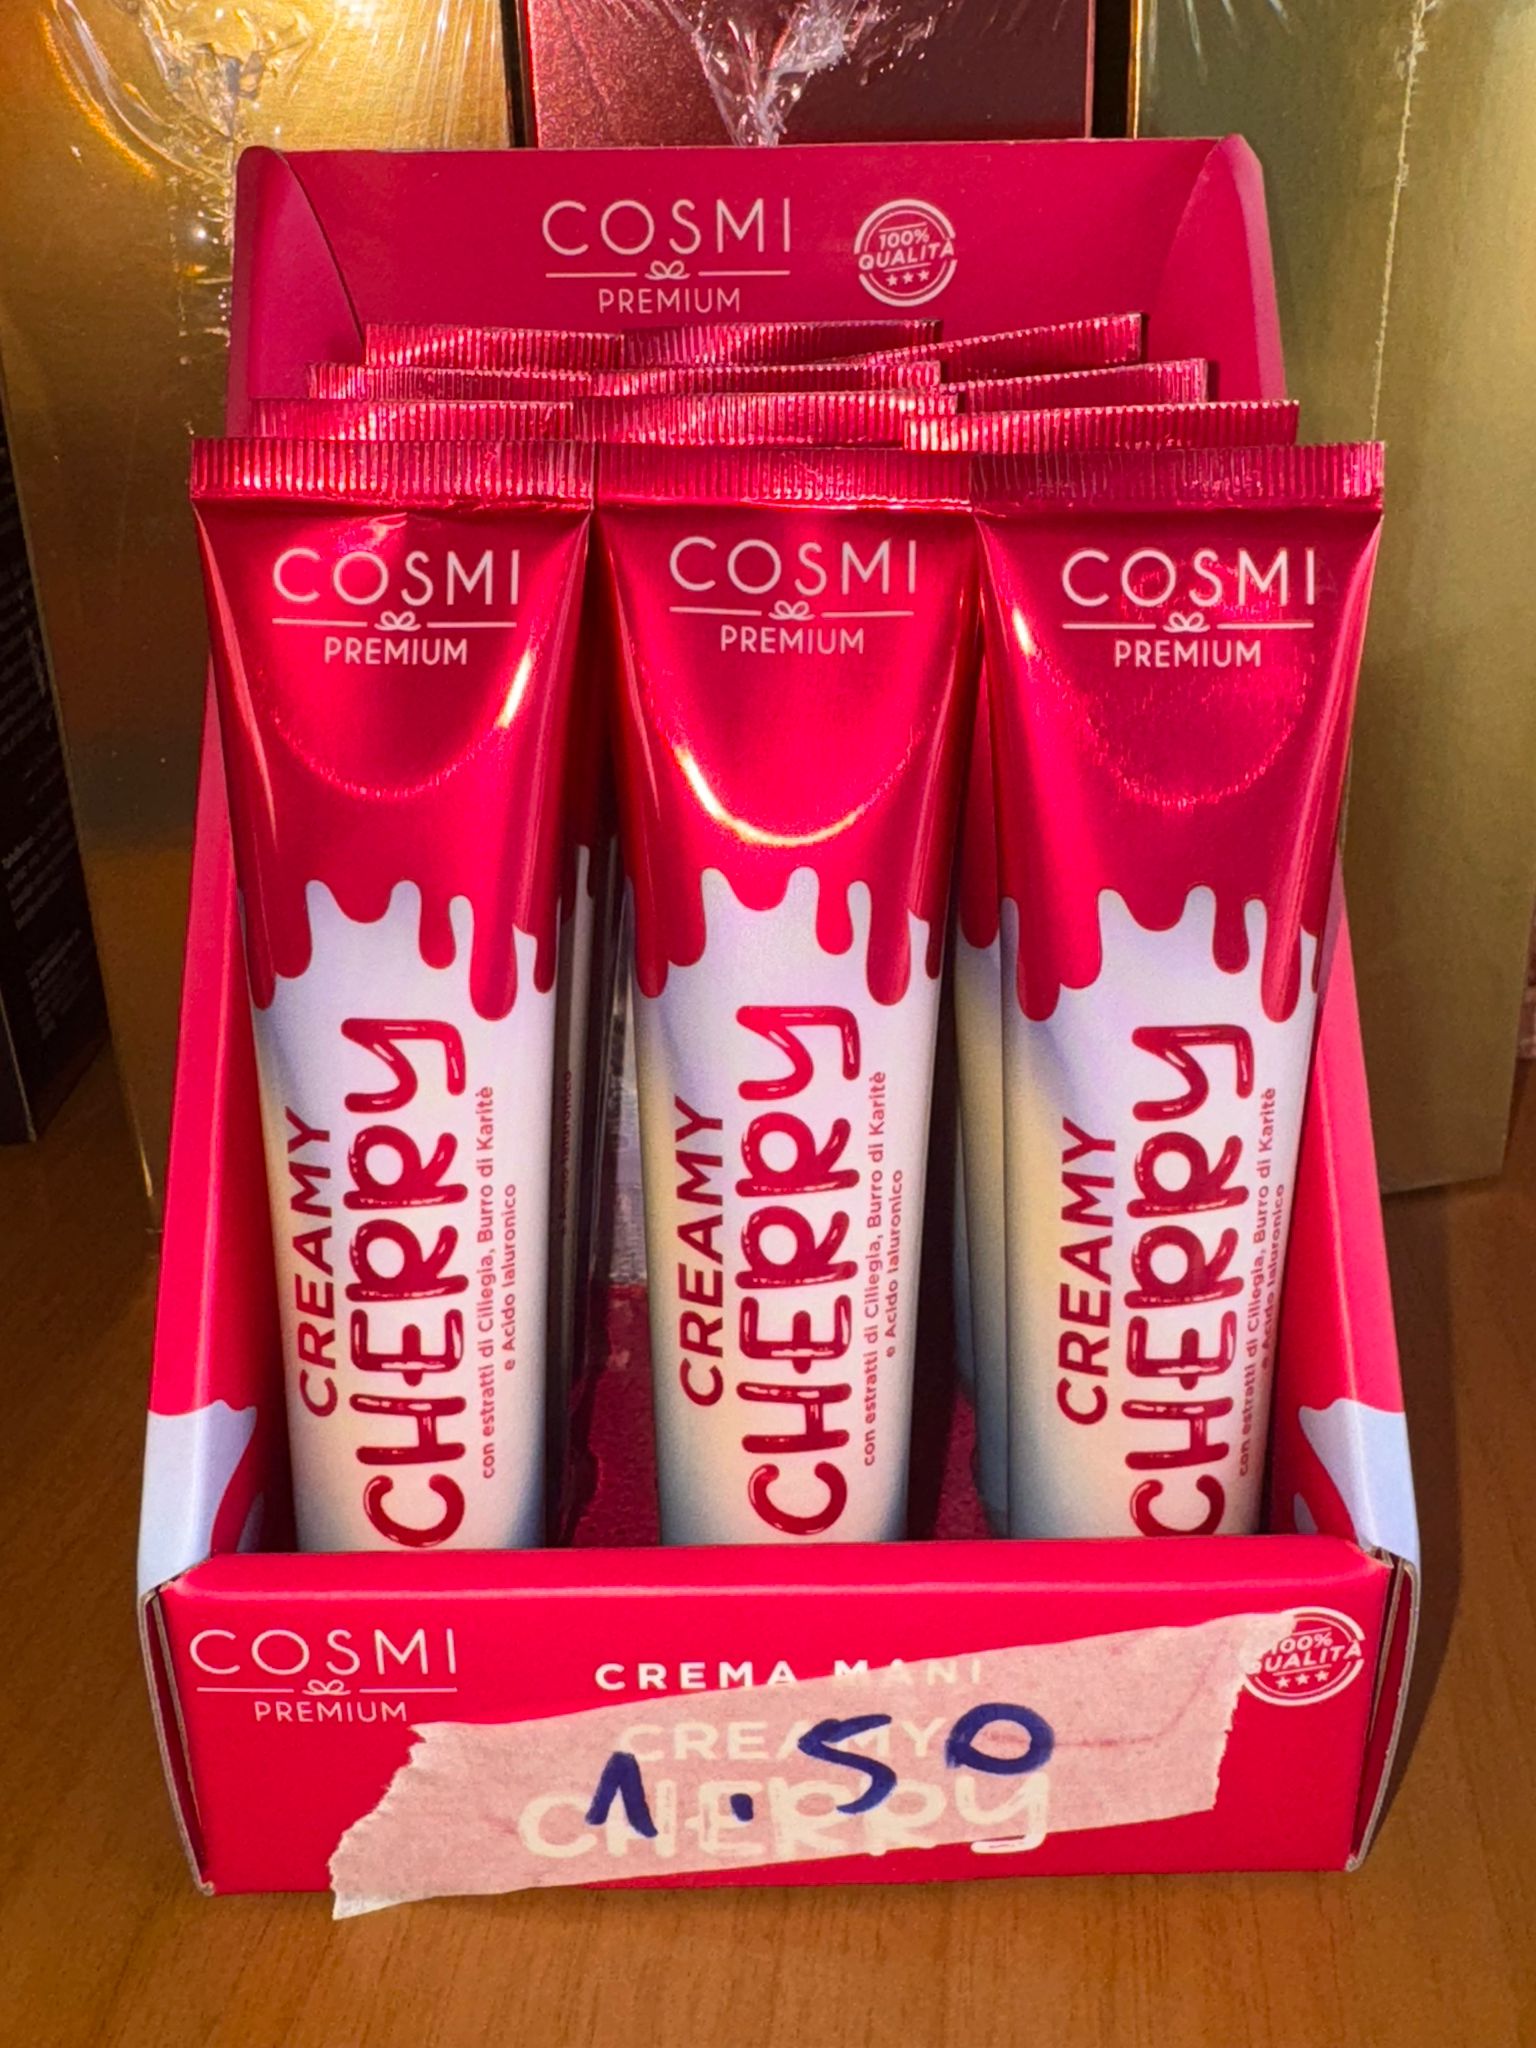 COSMI
PREMIUM
100%
QUALITÀ
COSMI
PREMIUM
CREAMY
CHERRY
con estratti di Ciliegia, Burro di Karitè
e Acido Ialuronico
COSMI
PREMIUM
CREAMY
CHERRY
con estratti di Ciliegia, Burro di Karitè
e Acido Ialuronico
COSMI
PREMIUM
CREAMY
CHERRY
con estratti di Ciliegia, Burro di Karitè
e Acido Ialuronico
COSMI
PREMIUM
CREMA MANI
CREAMY
CHERRY
1.50
100%
QUALITÀ